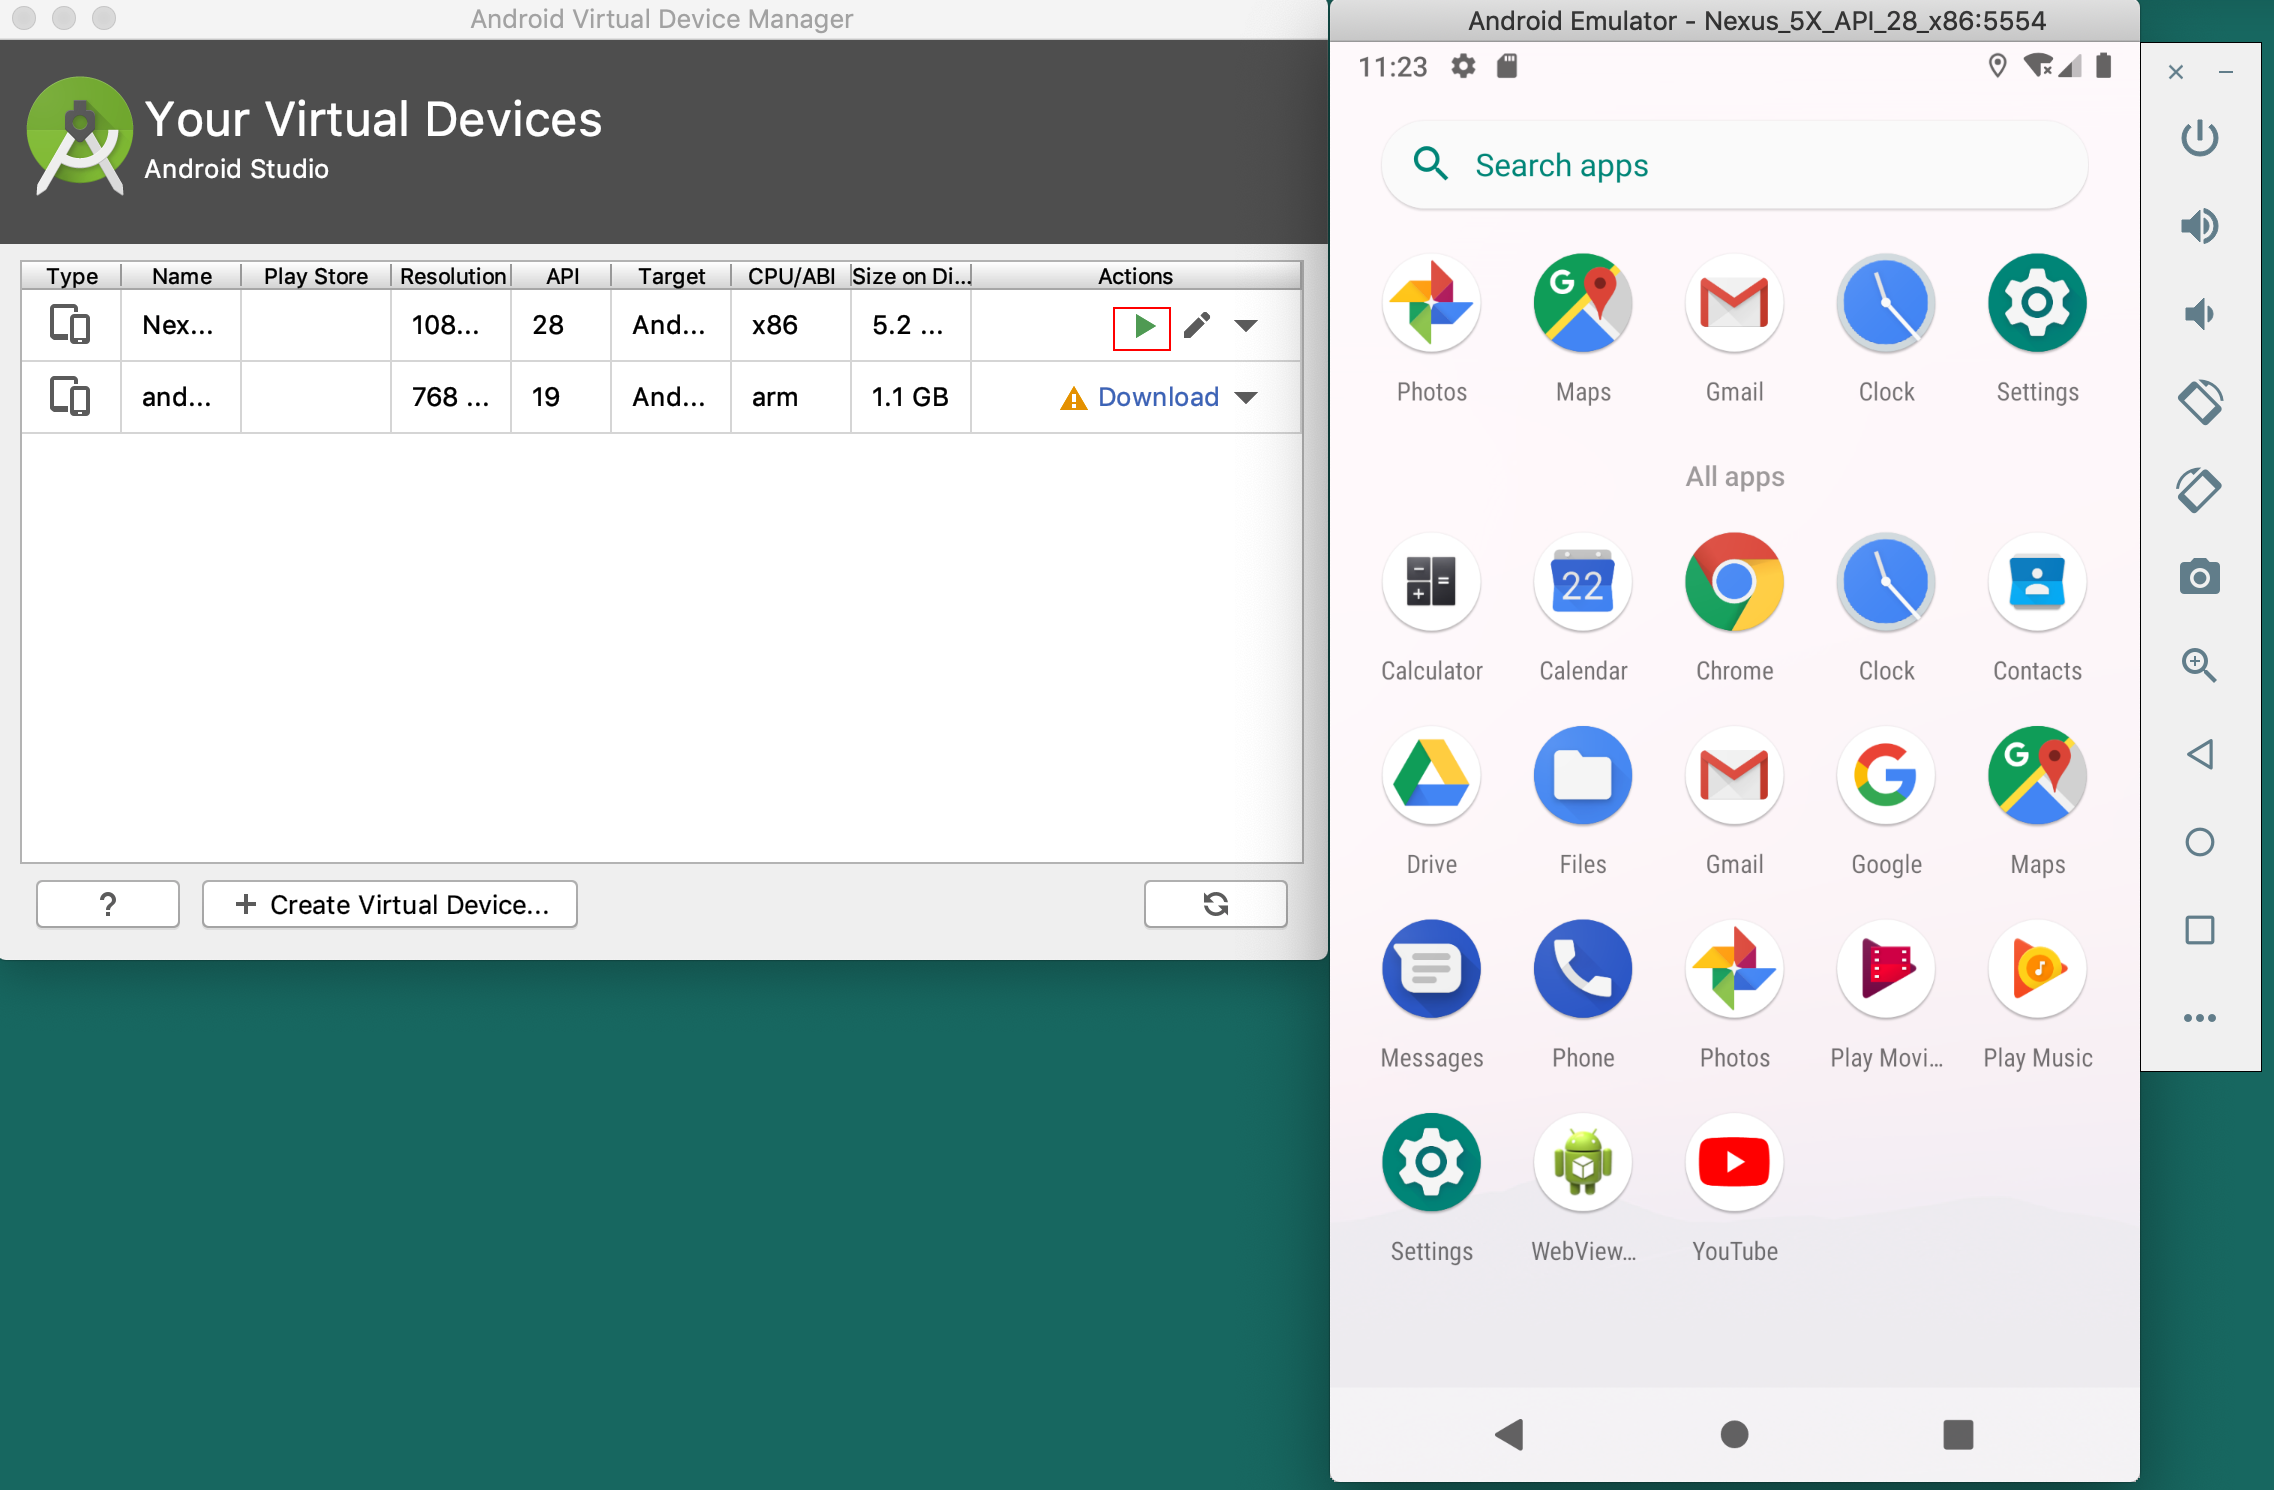 Android Virtual Device Manager
Your Virtual Devices
Android Studio
Type Name Play Store Resolution API Target CPU/ABI Size on Di... Actions
Nex... 108... 28 And... x86 5.2 ...
and... 768 ... 19 And... arm 1.1 GB Download
? + Create Virtual Device...
Android Emulator - Nexus_5X_API_28_x86:5554
11:23
Search apps
Photos Maps Gmail Clock Settings
All apps
22
Calculator Calendar Chrome Clock Contacts
Drive Files Gmail Google Maps
Messages Phone Photos Play Movi... Play Music
Settings WebView... YouTube